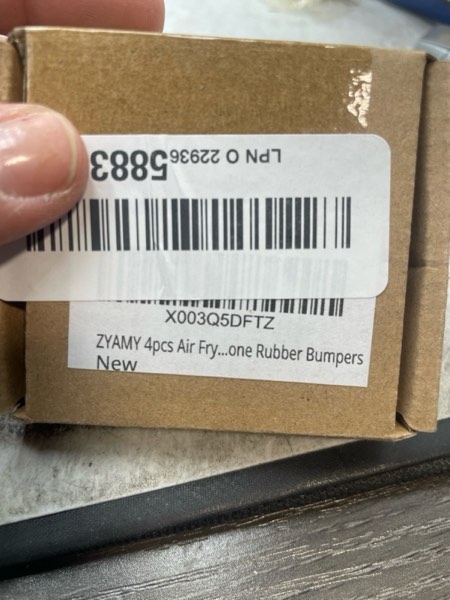 LPN O 22936 5883
X003Q5DFTZ
ZYAMY 4pcs Air Fry...one Rubber Bumpers
New